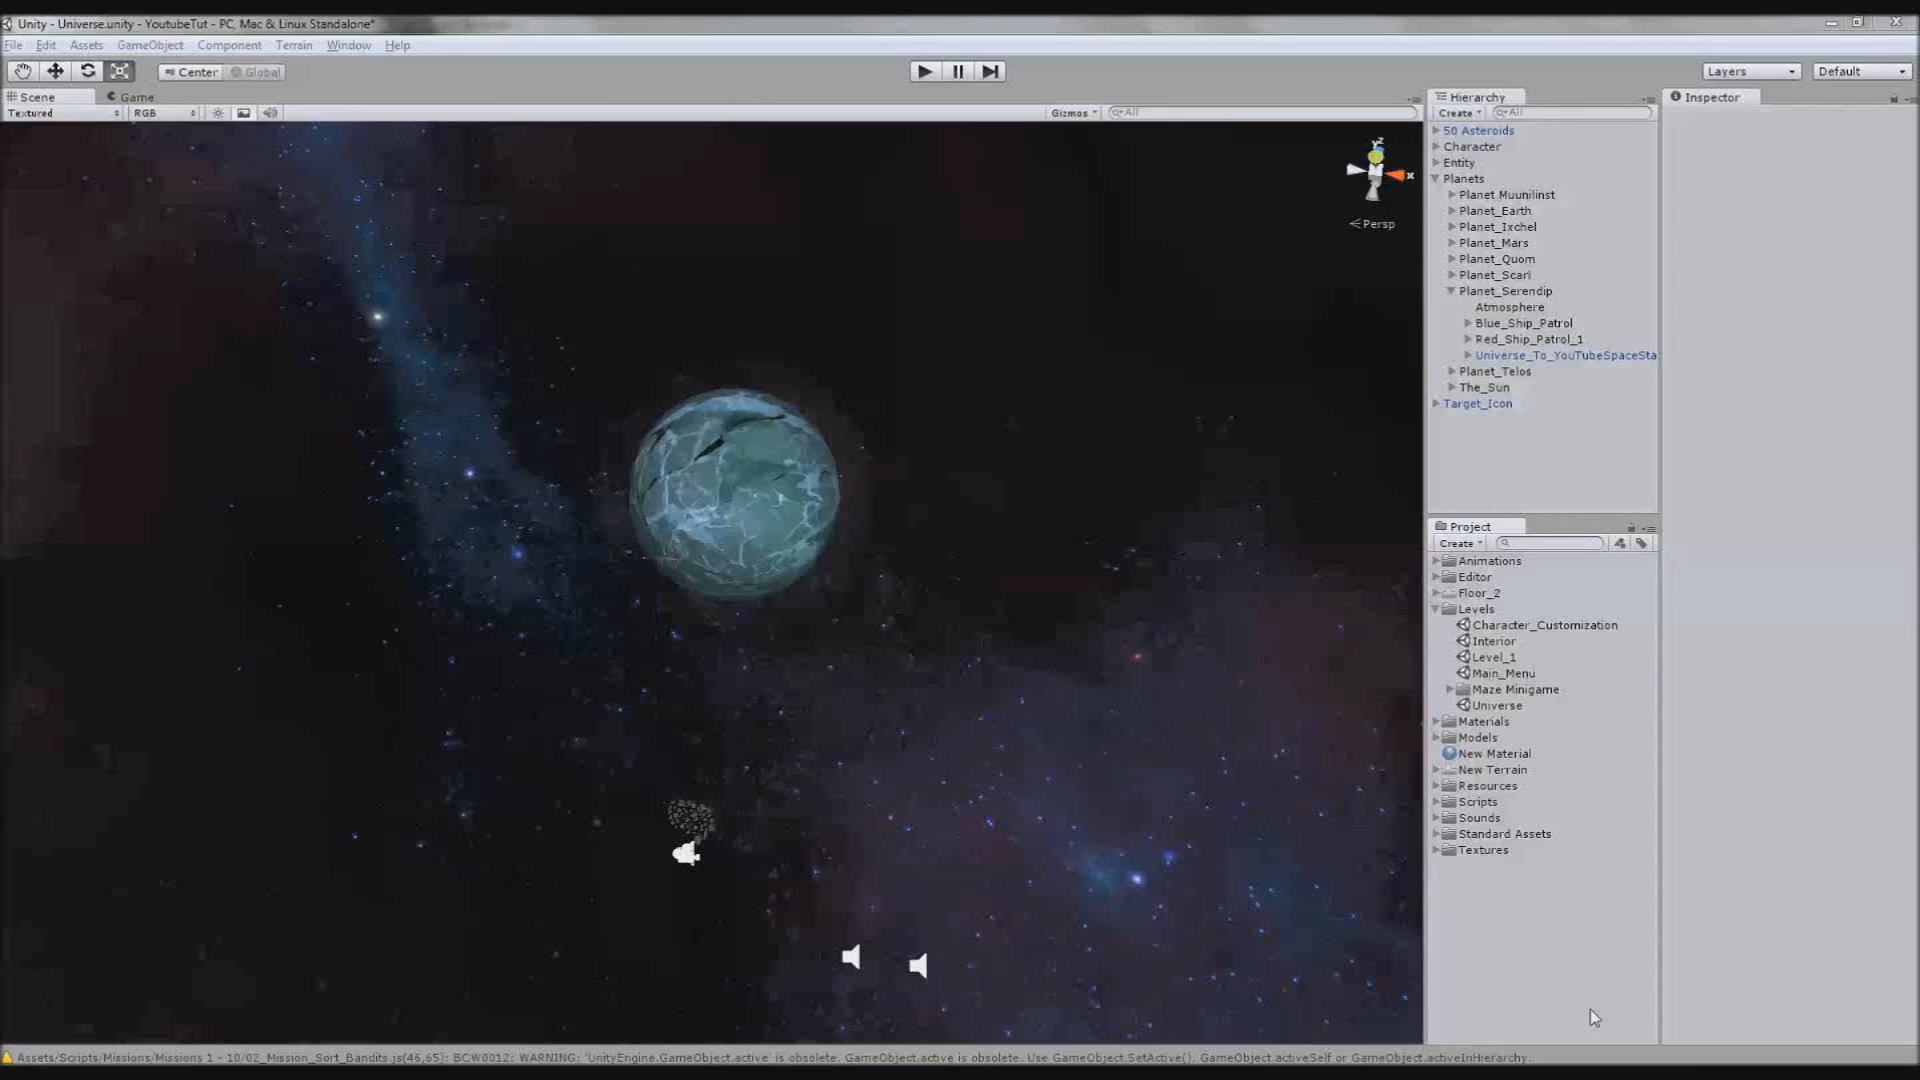 Unity - Universe.unity - YoutubeTut - PC, Mac & Linux Standalone*
File Edit Assets GameObject Component Terrain Window Help
Center Global
Layers Default
Scene Game
Textured RGB Gizmos All
y
x
Persp
Hierarchy
Create All
50 Asteroids
Character
Entity
Planets
Planet Muunilinst
Planet_Earth
Planet_Ixchel
Planet_Mars
Planet_Quom
Planet_Scarl
Planet_Serendip
Atmosphere
Blue_Ship_Patrol
Red_Ship_Patrol_1
Universe_To_YouTubeSpaceSta
Planet_Telos
The_Sun
Target_Icon
Inspector
Project
Create
Animations
Editor
Floor_2
Levels
Character_Customization
Interior
Level_1
Main_Menu
Maze Minigame
Universe
Materials
Models
New Material
New Terrain
Resources
Scripts
Sounds
Standard Assets
Textures
Assets/Scripts/Missions/Missions 1 - 10/02_Mission_Sort_Bandits.js(46,65): BCW0012: WARNING: 'UnityEngine.GameObject.active' is obsolete. GameObject.active is obsolete. Use GameObject.SetActive(), GameObject.activeSelf or GameObject.activeInHierarchy.